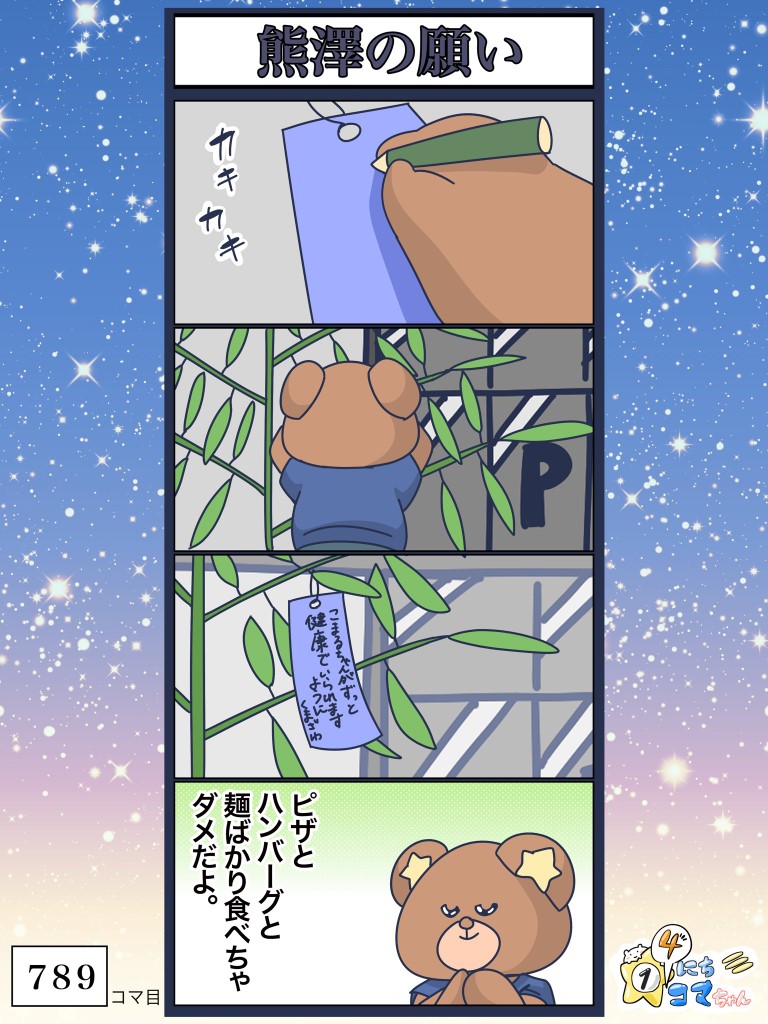 熊澤の願い
カキ
カキ
P
こまるちゃんがずっと
健康でいられます
ように
くまざわ
ピザと
ハンバーグと
麺ばかり食べちゃ
ダメだよ。
789
コマ目
1
にち
4
コマちゃん